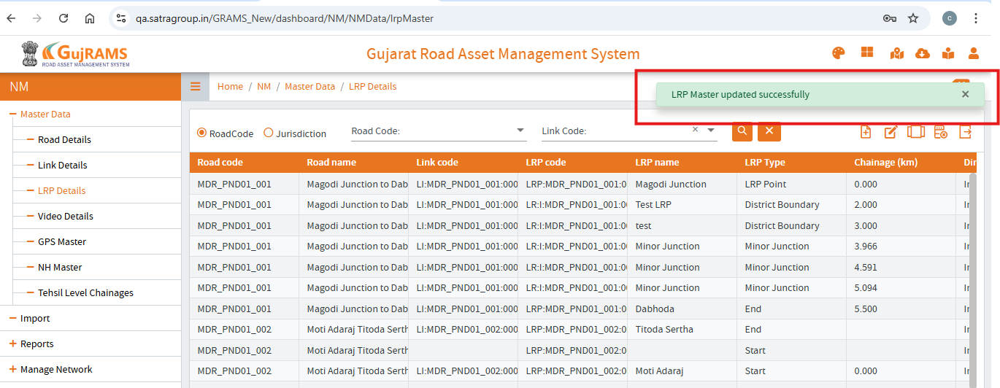 qa.satragroup.in/GRAMS_New/dashboard/NM/NMData/lrpMaster
C
GujRAMS
ROAD ASSET MANAGEMENT SYSTEM
Gujarat Road Asset Management System
NM
Home / NM / Master Data / LRP Details
LRP Master updated successfully ×
Master Data
Road Details
Link Details
LRP Details
Video Details
GPS Master
NH Master
Tehsil Level Chainages
Import
Reports
Manage Network
RoadCode Jurisdiction Road Code: Link Code: ×
Road code Road name Link code LRP code LRP name LRP Type Chainage (km) Dir
MDR_PND01_001 Magodi Junction to Dab LI:MDR_PND01_001:000 LRP:MDR_PND01_001:0 Magodi Junction LRP Point 0.000 In
MDR_PND01_001 Magodi Junction to Dab LI:MDR_PND01_001:000 LR:I:MDR_PND01_001:0 Test LRP District Boundary 2.000 In
MDR_PND01_001 Magodi Junction to Dab LI:MDR_PND01_001:000 LR:I:MDR_PND01_001:0 test District Boundary 3.000 In
MDR_PND01_001 Magodi Junction to Dab LI:MDR_PND01_001:000 LR:I:MDR_PND01_001:0 Minor Junction Minor Junction 3.966 In
MDR_PND01_001 Magodi Junction to Dab LI:MDR_PND01_001:000 LR:I:MDR_PND01_001:0 Minor Junction Minor Junction 4.591 In
MDR_PND01_001 Magodi Junction to Dab LI:MDR_PND01_001:000 LR:I:MDR_PND01_001:0 Minor Junction Minor Junction 5.094 In
MDR_PND01_001 Magodi Junction to Dab LI:MDR_PND01_001:000 LRP:MDR_PND01_001:0 Dabhoda End 5.500 In
MDR_PND01_002 Moti Adaraj Titoda Serth LI:MDR_PND01_002:000 LRP:MDR_PND01_002:0 Titoda Sertha End In
MDR_PND01_002 Moti Adaraj Titoda Serth LRP:MDR_PND01_002:0 Start In
MDR_PND01_002 Moti Adaraj Titoda Serth LI:MDR_PND01_002:000 LRP:MDR_PND01_002:0 Moti Adaraj Start 0.000 In